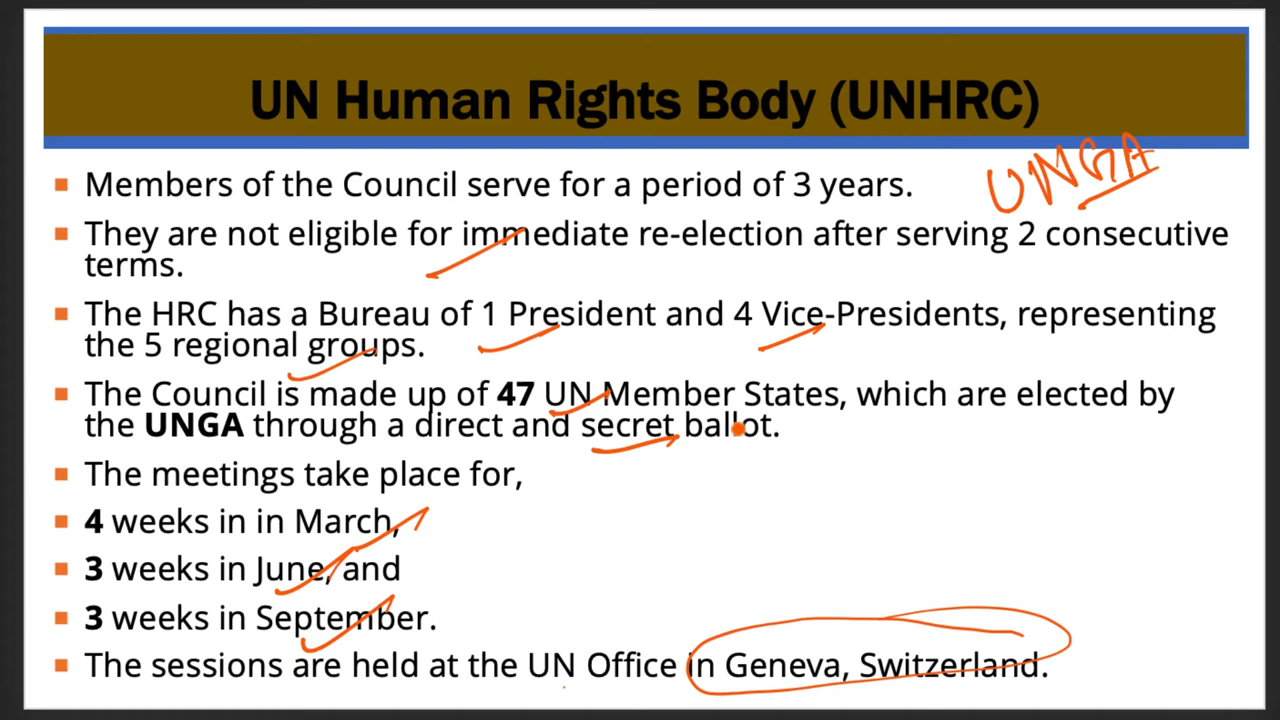 UN Human Rights Body (UNHRC)
UNGA
▪ Members of the Council serve for a period of 3 years.
▪ They are not eligible for immediate re-election after serving 2 consecutive
terms.
▪ The HRC has a Bureau of 1 President and 4 Vice-Presidents, representing
the 5 regional groups.
▪ The Council is made up of 47 UN Member States, which are elected by
the UNGA through a direct and secret ballot.
▪ The meetings take place for,
▪ 4 weeks in in March,
▪ 3 weeks in June, and
▪ 3 weeks in September.
▪ The sessions are held at the UN Office in Geneva, Switzerland.